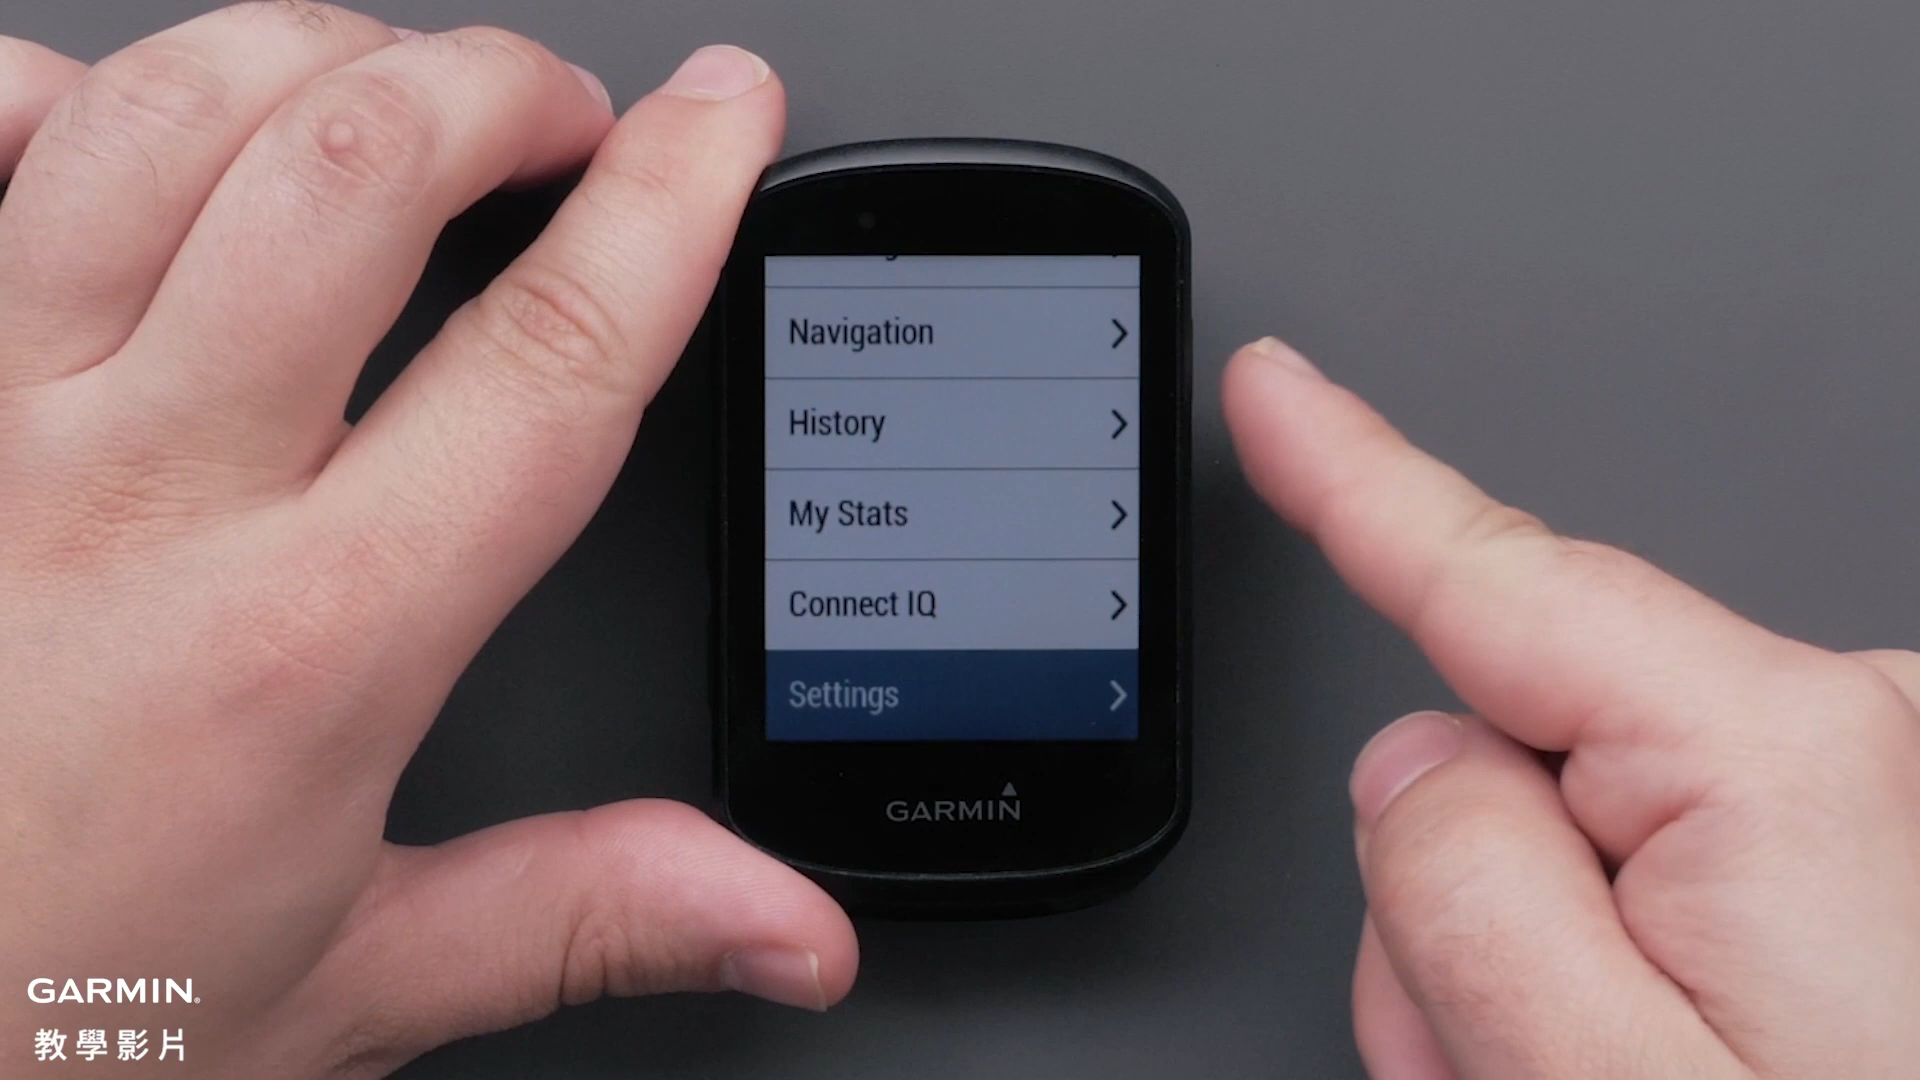 Navigation
History
My Stats
Connect IQ
Settings
GARMIN
GARMIN
教學影片